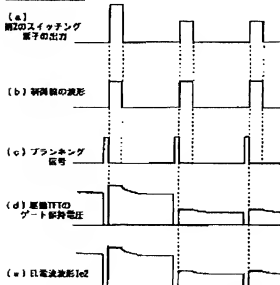 (a)
第2のスイッチング
素子の出力
(b) 制御線の波形
(c) ブランキング
信号
(d) 駆動TFTの
ゲート保持電圧
(e) EL電流波形Ie2